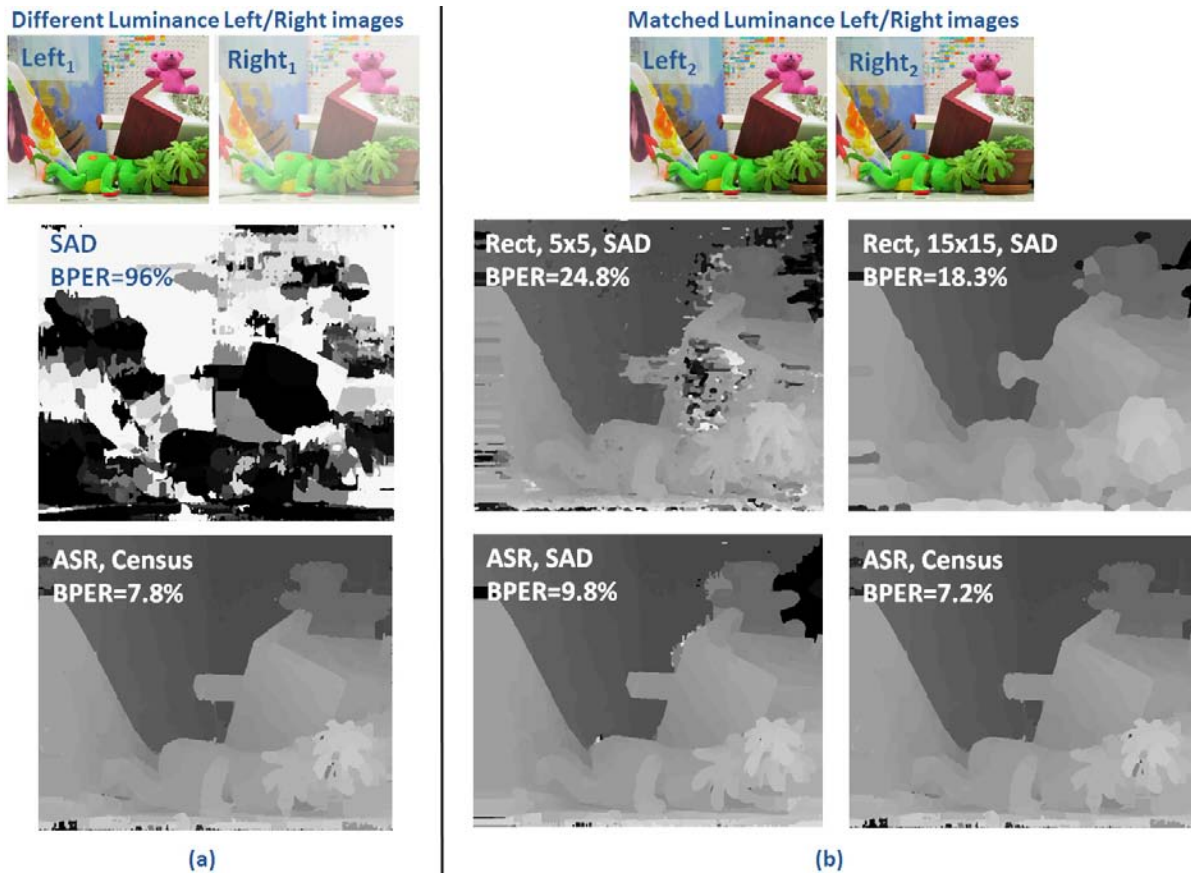 Different Luminance Left/Right images
Left₁
Right₁
SAD
BPER=96%
ASR, Census
BPER=7.8%
(a)
Matched Luminance Left/Right images
Left₂
Right₂
Rect, 5x5, SAD
BPER=24.8%
Rect, 15x15, SAD
BPER=18.3%
ASR, SAD
BPER=9.8%
ASR, Census
BPER=7.2%
(b)